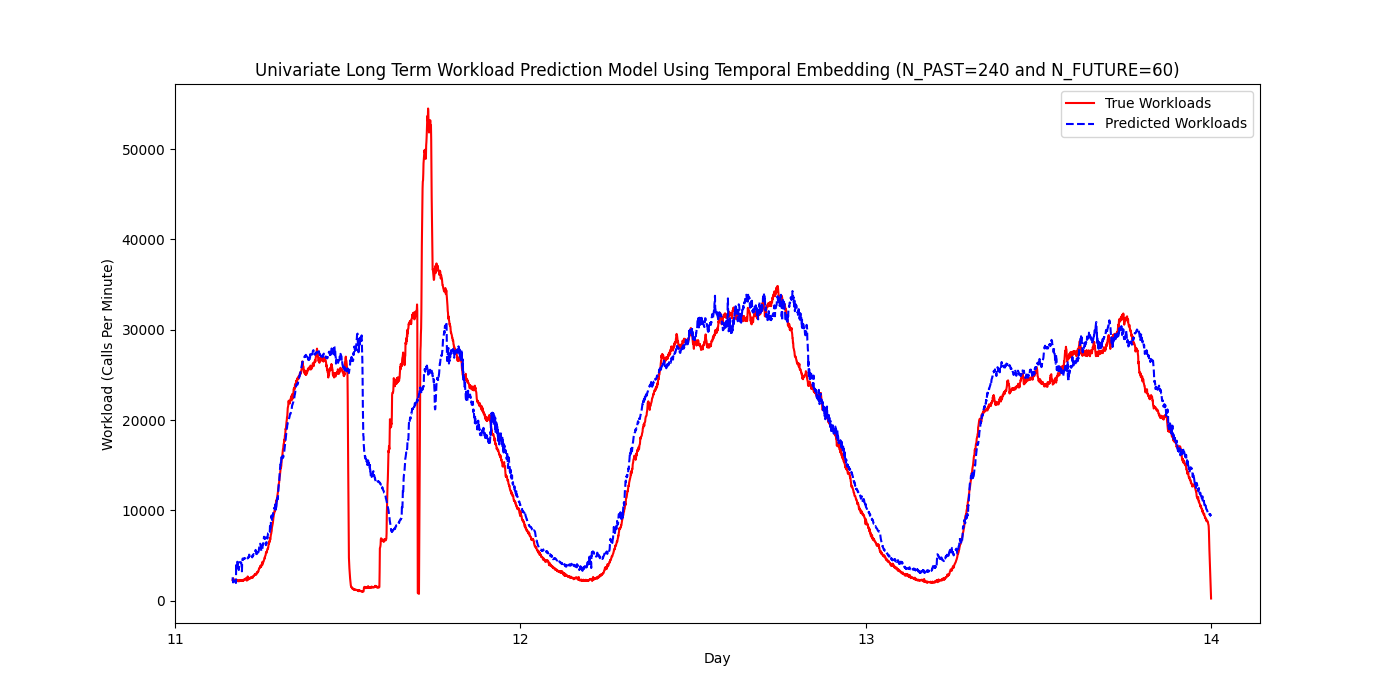 Univariate Long Term Workload Prediction Model Using Temporal Embedding (N_PAST=240 and N_FUTURE=60)
True Workloads
Predicted Workloads
50000
40000
30000
20000
10000
0
Workload (Calls Per Minute)
11
12
13
14
Day